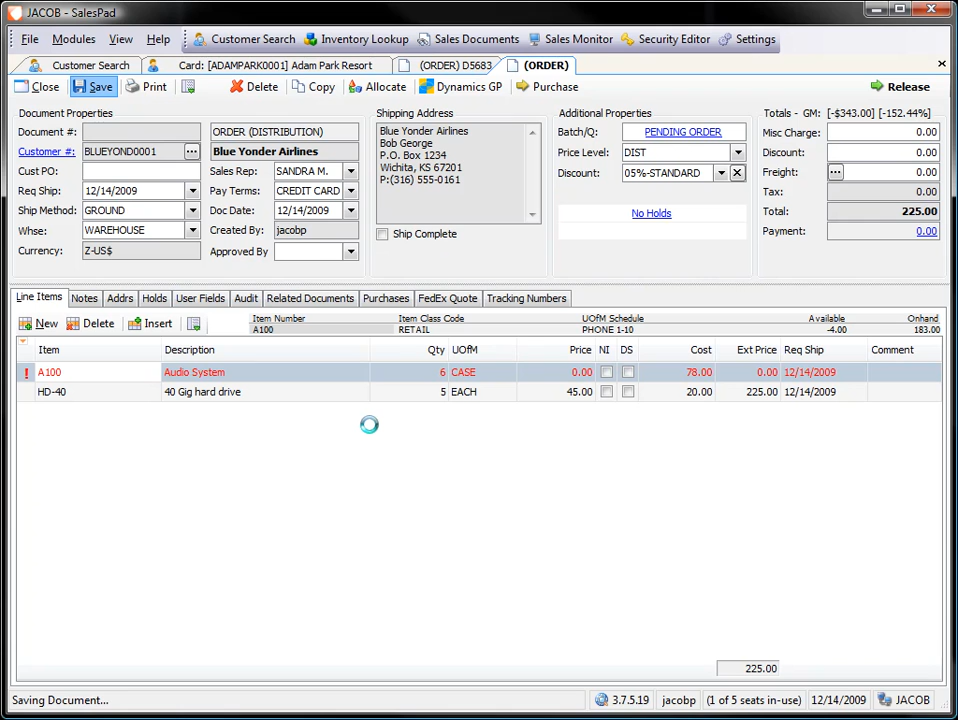 JACOB - SalesPad
File Modules View Help Customer Search Inventory Lookup Sales Documents Sales Monitor Security Editor Settings
Customer Search Card: [ADAMPARK0001] Adam Park Resort (ORDER) D5683 (ORDER)
Close Save Print Delete Copy Allocate Dynamics GP Purchase Release
Document Properties Shipping Address Additional Properties Totals - GM: [-$343.00] [-152.44%]
Document #: ORDER (DISTRIBUTION) Blue Yonder Airlines Batch/Q: PENDING ORDER Misc Charge: 0.00
Customer #: BLUEYOND0001 Blue Yonder Airlines Bob George Price Level: DIST Discount: 0.00
Cust PO: Sales Rep: SANDRA M. P.O. Box 1234 Discount: 05%-STANDARD Freight: 0.00
Wichita, KS 67201
P:(316) 555-0161
Req Ship: 12/14/2009 Pay Terms: CREDIT CARD Tax: 0.00
Ship Method: GROUND Doc Date: 12/14/2009 No Holds Total: 225.00
Whse: WAREHOUSE Created By: jacobp Ship Complete Payment: 0.00
Currency: Z-US$ Approved By
Line Items Notes Addrs Holds User Fields Audit Related Documents Purchases FedEx Quote Tracking Numbers
New Delete Insert
Item Number Item Class Code UOfM Schedule Available Onhand
A100 RETAIL PHONE 1-10 -4.00 183.00
Item Description Qty UOfM Price NI DS Cost Ext Price Req Ship Comment
! A100 Audio System 6 CASE 0.00 78.00 0.00 12/14/2009
HD-40 40 Gig hard drive 5 EACH 45.00 20.00 225.00 12/14/2009
225.00
Saving Document... 3.7.5.19 jacobp (1 of 5 seats in-use) 12/14/2009 JACOB